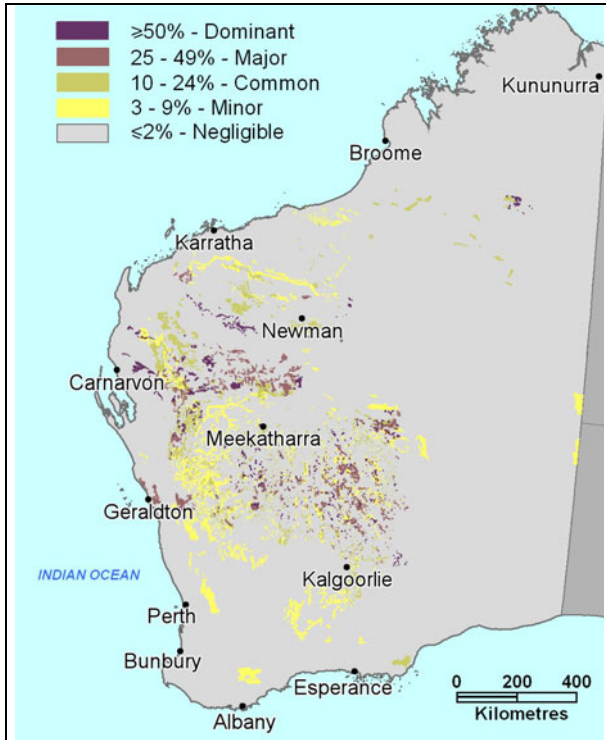 ≥50% - Dominant
25 - 49% - Major
10 - 24% - Common
3 - 9% - Minor
≤2% - Negligible
Kununurra
Broome
Karratha
Newman
Carnarvon
Meekatharra
Geraldton
INDIAN OCEAN
Kalgoorlie
Perth
Bunbury
Esperance
Albany
0 200 400
Kilometres